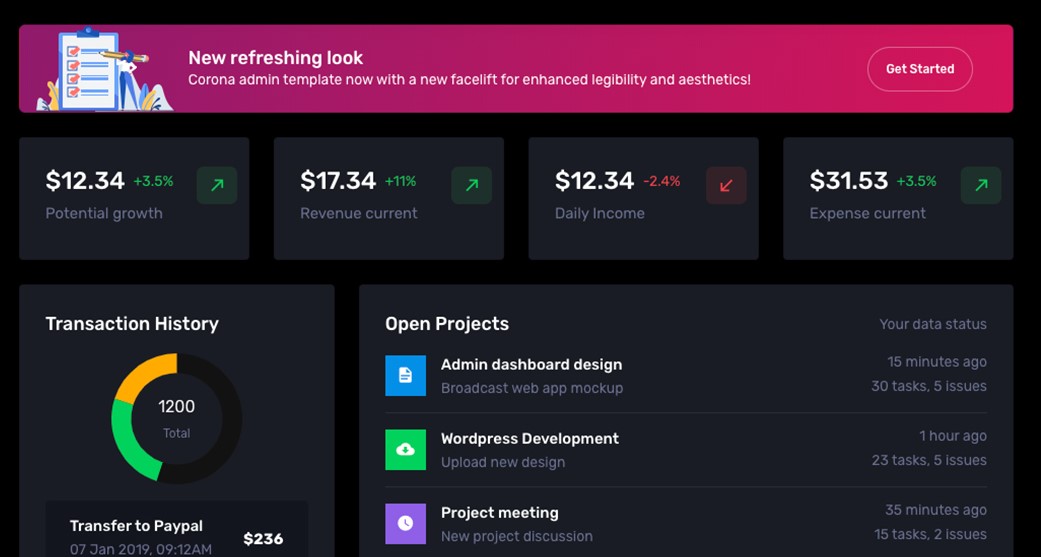 New refreshing look
Corona admin template now with a new facelift for enhanced legibility and aesthetics!
Get Started
$12.34 +3.5%
Potential growth
$17.34 +11%
Revenue current
$12.34 -2.4%
Daily Income
$31.53 +3.5%
Expense current
Transaction History
1200
Total
Transfer to Paypal
07 Jan 2019, 09:12AM
$236
Open Projects
Your data status
Admin dashboard design
Broadcast web app mockup
15 minutes ago
30 tasks, 5 issues
Wordpress Development
Upload new design
1 hour ago
23 tasks, 5 issues
Project meeting
New project discussion
35 minutes ago
15 tasks, 2 issues